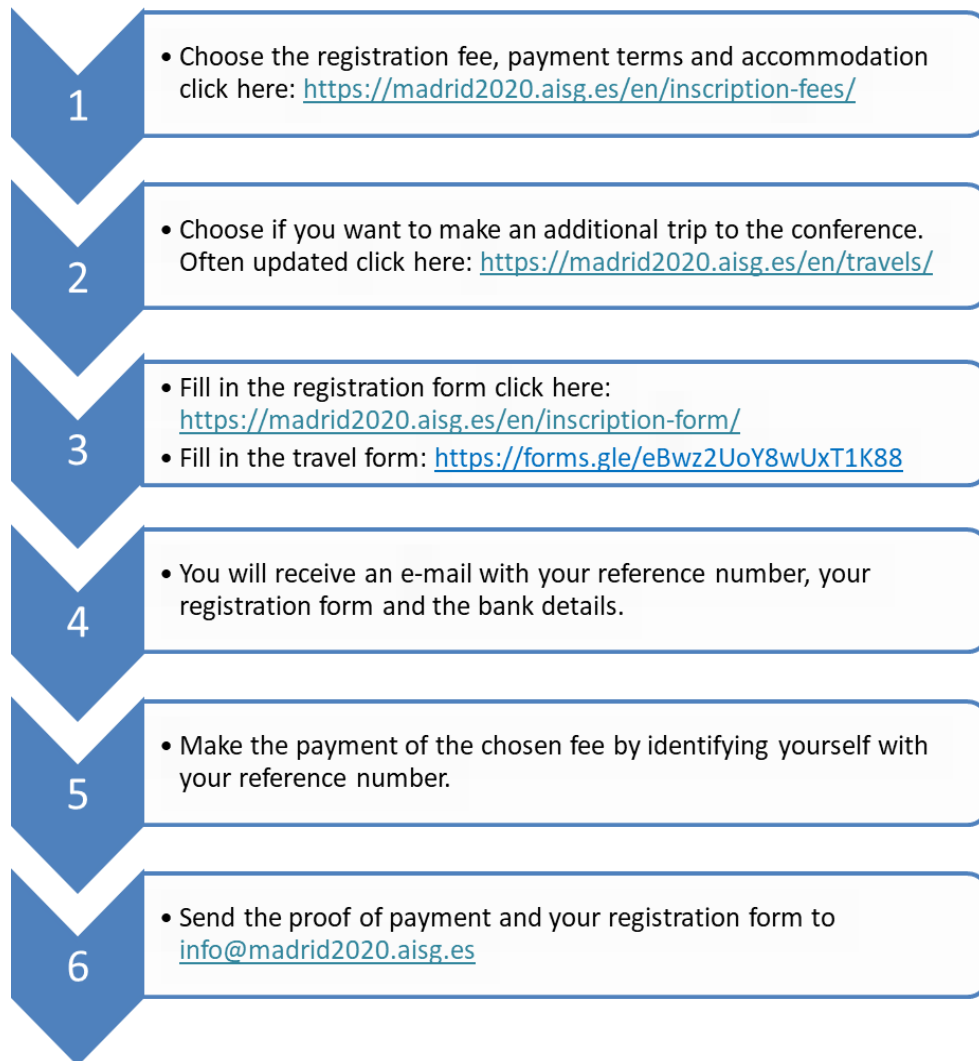 1
• Choose the registration fee, payment terms and accommodation
click here: https://madrid2020.aisg.es/en/inscription-fees/
2
• Choose if you want to make an additional trip to the conference.
Often updated click here: https://madrid2020.aisg.es/en/travels/
3
• Fill in the registration form click here:
https://madrid2020.aisg.es/en/inscription-form/
• Fill in the travel form: https://forms.gle/eBwz2UoY8wUxT1K88
4
• You will receive an e-mail with your reference number, your
registration form and the bank details.
5
• Make the payment of the chosen fee by identifying yourself with
your reference number.
6
• Send the proof of payment and your registration form to
info@madrid2020.aisg.es